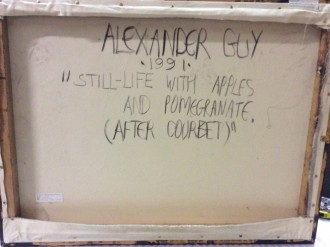 ALEXANDER GUY
·1991·
"STILL-LIFE WITH APPLES
AND POMEGRANATE.
(AFTER COURBET)"